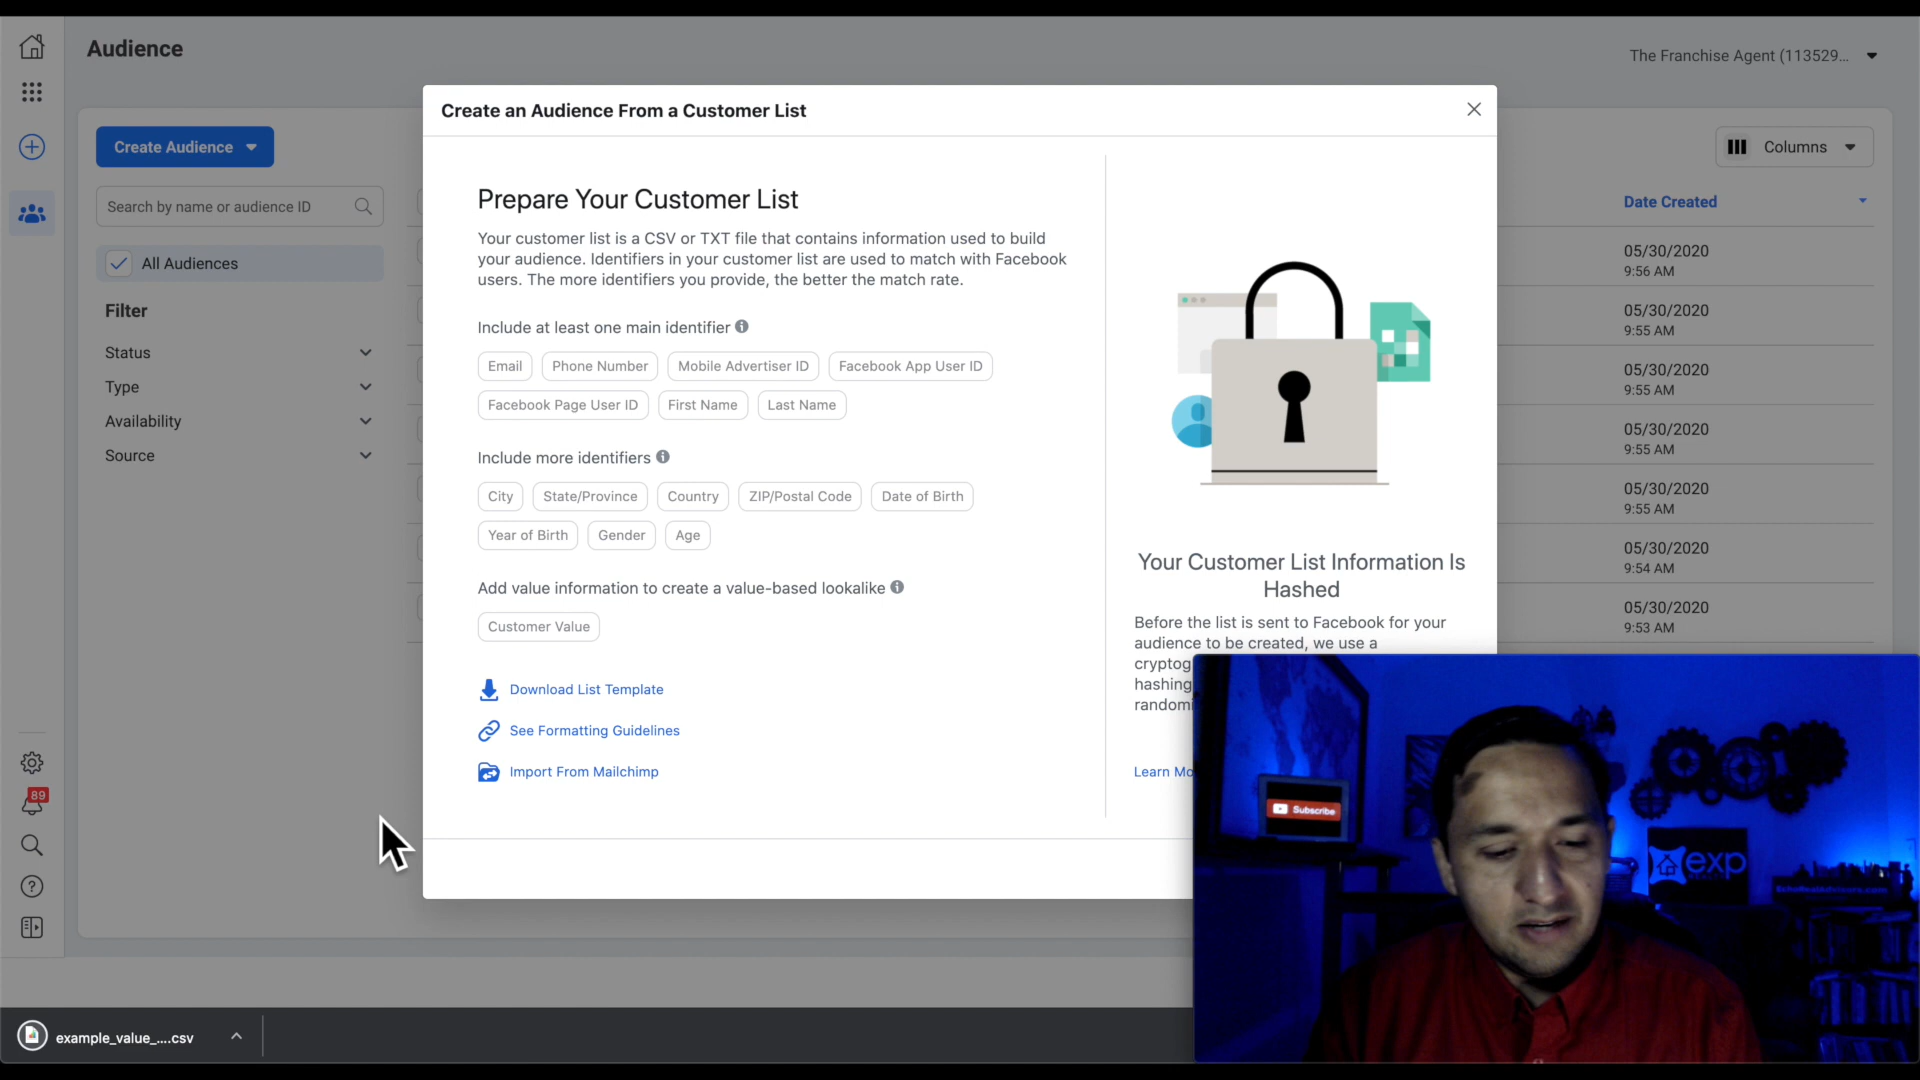 Audience
The Franchise Agent (113529...
Create Audience
Search by name or audience ID
All Audiences
Filter
Status
Type
Availability
Source
89
Create an Audience From a Customer List
Prepare Your Customer List
Your customer list is a CSV or TXT file that contains information used to build
your audience. Identifiers in your customer list are used to match with Facebook
users. The more identifiers you provide, the better the match rate.
Include at least one main identifier
Email Phone Number Mobile Advertiser ID Facebook App User ID
Facebook Page User ID First Name Last Name
Include more identifiers
City State/Province Country ZIP/Postal Code Date of Birth
Year of Birth Gender Age
Add value information to create a value-based lookalike
Customer Value
Download List Template
See Formatting Guidelines
Import From Mailchimp
Your Customer List Information Is
Hashed
Before the list is sent to Facebook for your
audience to be created, we use a
cryptog
hashing
randomi
Learn Mo
Columns
Date Created
05/30/2020
9:56 AM
05/30/2020
9:55 AM
05/30/2020
9:55 AM
05/30/2020
9:55 AM
05/30/2020
9:55 AM
05/30/2020
9:54 AM
05/30/2020
9:53 AM
Subscribe
exp
example_value_....csv